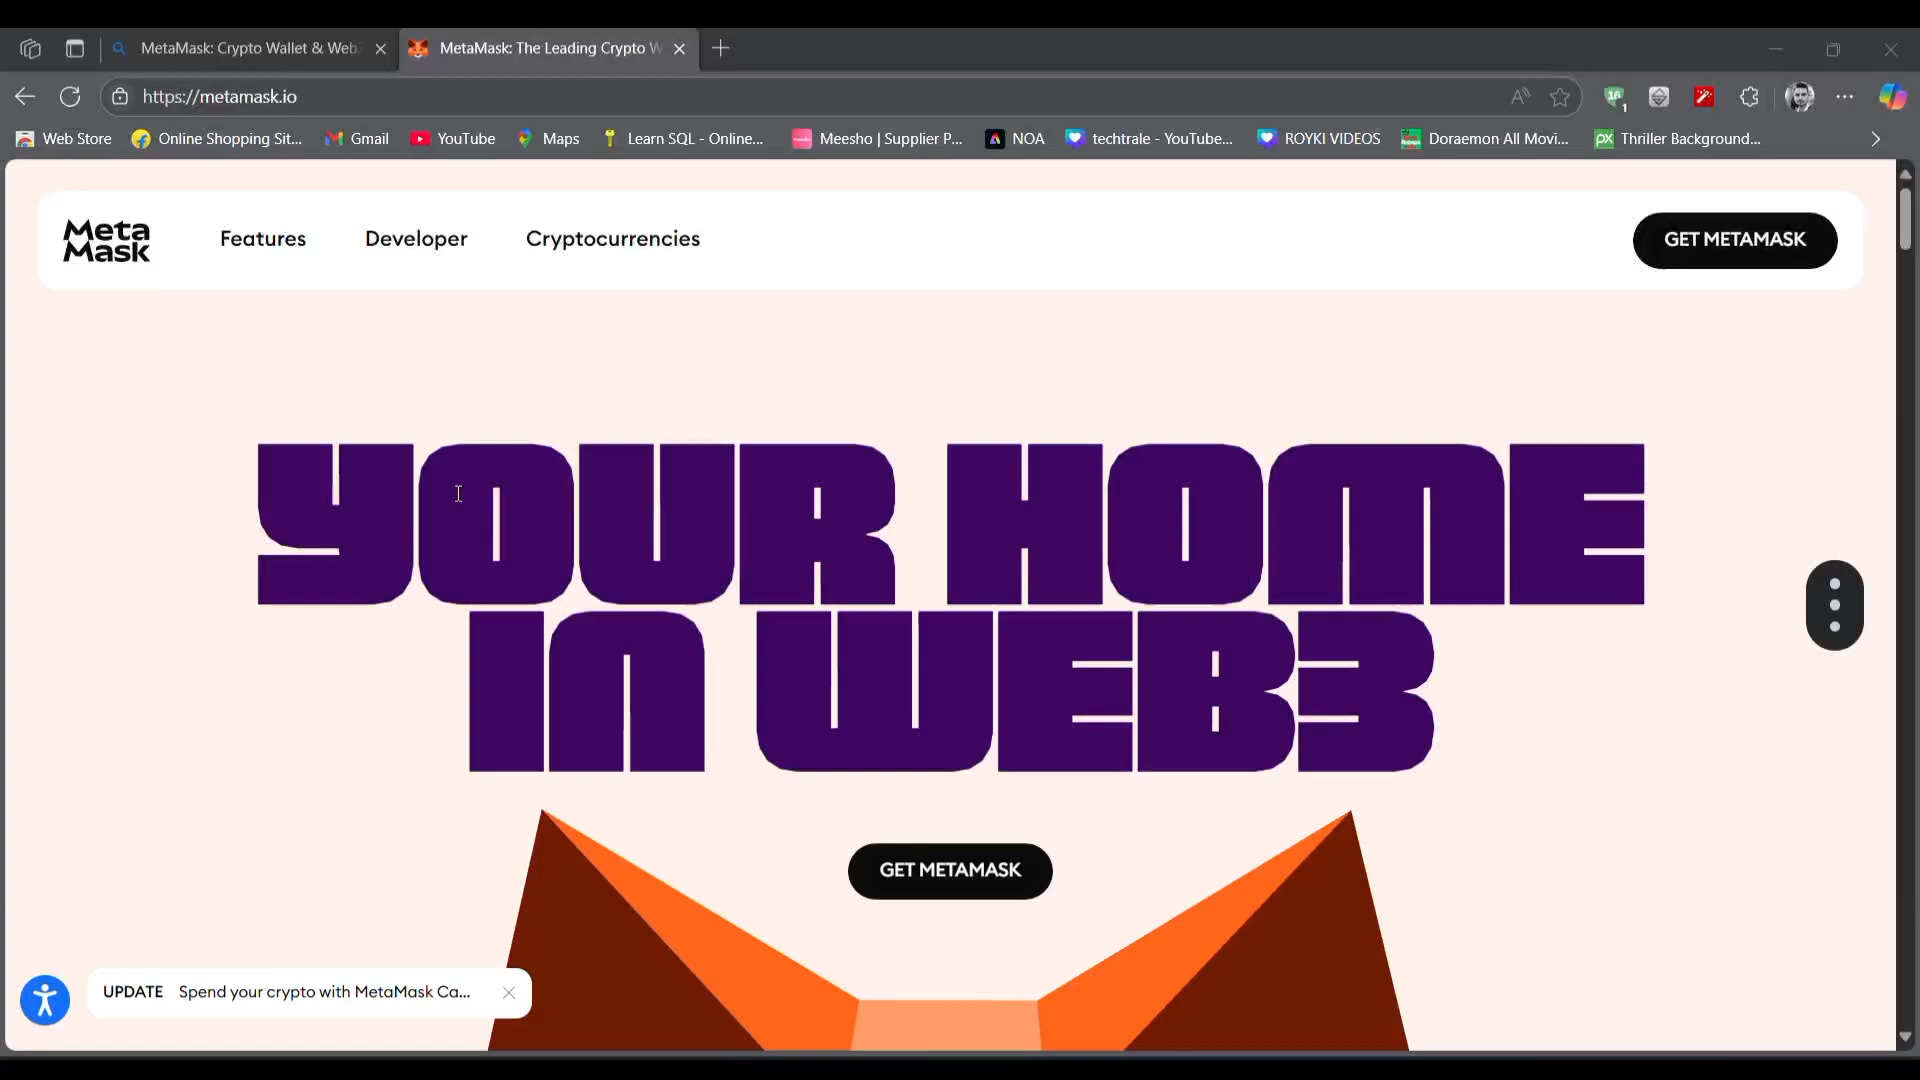 MetaMask: Crypto Wallet & Web3
MetaMask: The Leading Crypto W
https://metamask.io
16
1
Web Store
Online Shopping Sit...
Gmail
YouTube
Maps
Learn SQL - Online...
Meesho | Supplier P...
NOA
techtrale - YouTube...
ROYKI VIDEOS
Doraemon All Movi...
Thriller Background...
Meta
Mask
Features
Developer
Cryptocurrencies
GET METAMASK
YOUR HOME
IN WEB3
GET METAMASK
UPDATE Spend your crypto with MetaMask Ca...